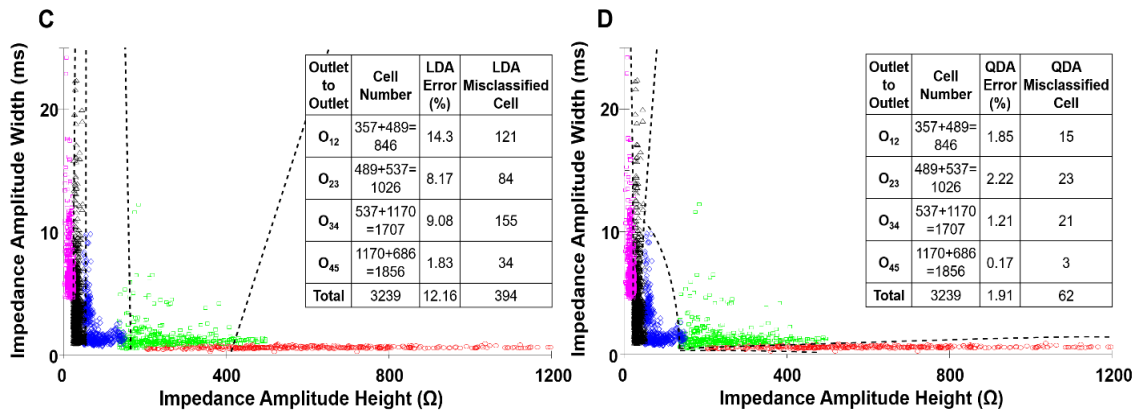 C
Impedance Amplitude Width (ms)
20
10
0
0
400
800
1200
Impedance Amplitude Height (Ω)
Outlet to Outlet | Cell Number | LDA Error (%) | LDA Misclassified Cell
O12 | 357+489=846 | 14.3 | 121
O23 | 489+537=1026 | 8.17 | 84
O34 | 537+1170=1707 | 9.08 | 155
O45 | 1170+686=1856 | 1.83 | 34
Total | 3239 | 12.16 | 394
D
Impedance Amplitude Width (ms)
20
10
0
0
400
800
1200
Impedance Amplitude Height (Ω)
Outlet to Outlet | Cell Number | QDA Error (%) | QDA Misclassified Cell
O12 | 357+489=846 | 1.85 | 15
O23 | 489+537=1026 | 2.22 | 23
O34 | 537+1170=1707 | 1.21 | 21
O45 | 1170+686=1856 | 0.17 | 3
Total | 3239 | 1.91 | 62